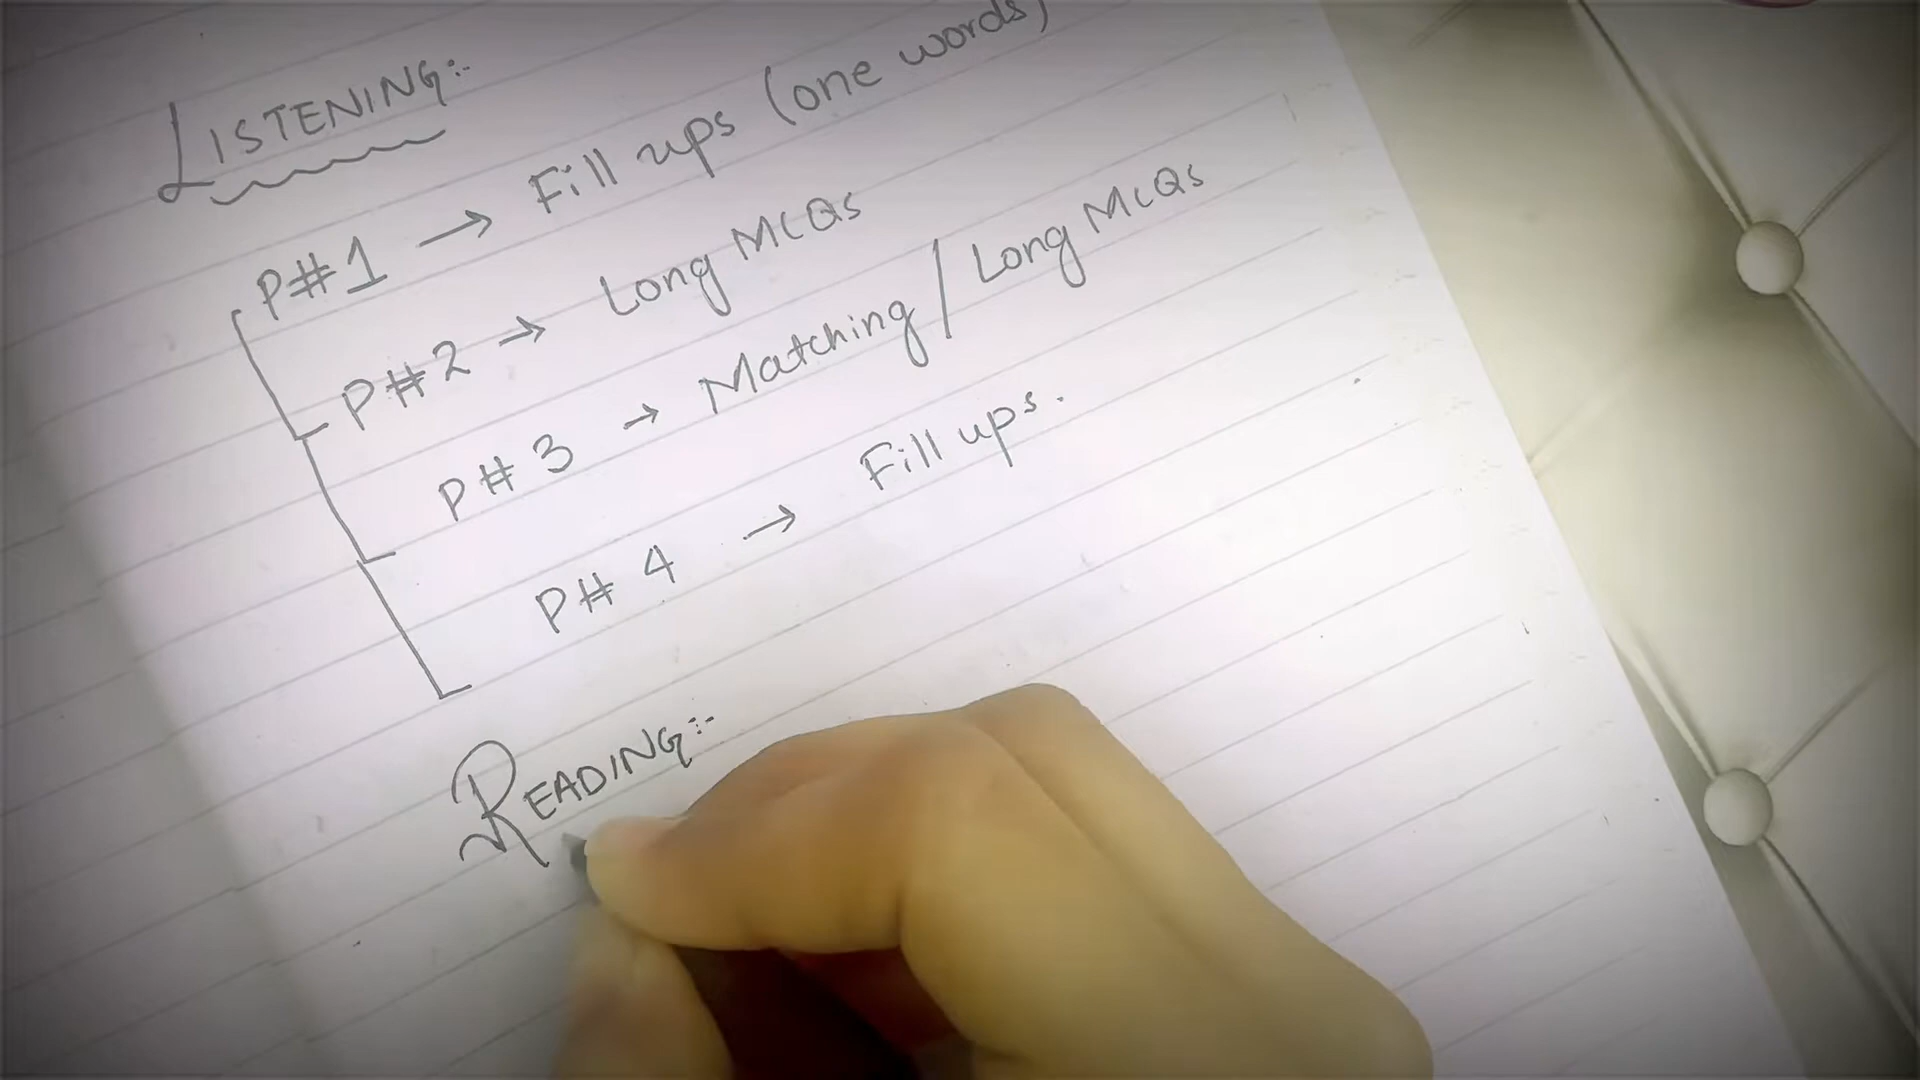 LISTENING:-
P#1 → Fill ups (one words)
P#2 → Long MCQs
P#3 → Matching / Long MCQs
P#4 → Fill ups.
READING:-